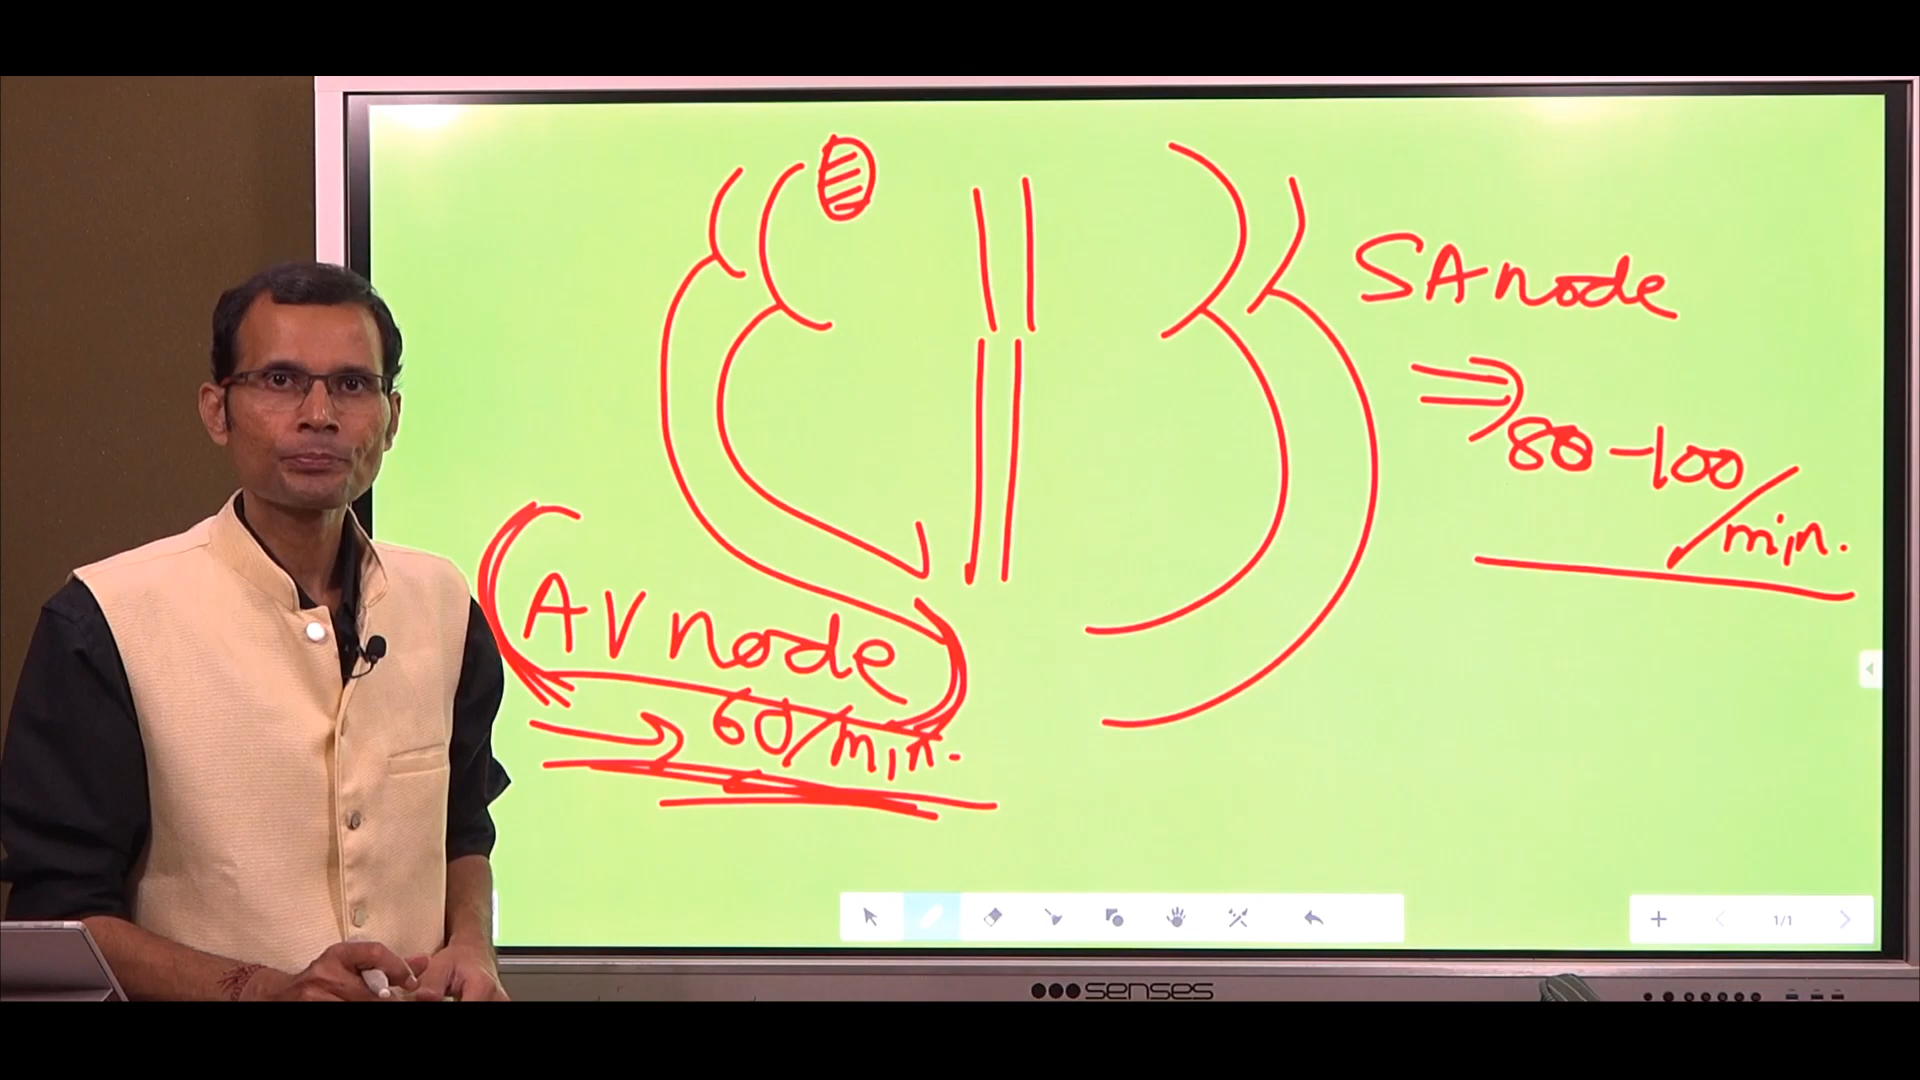 SA node
⇒ 80-100/min.
AV node
→ 60/min.
1/1
senses